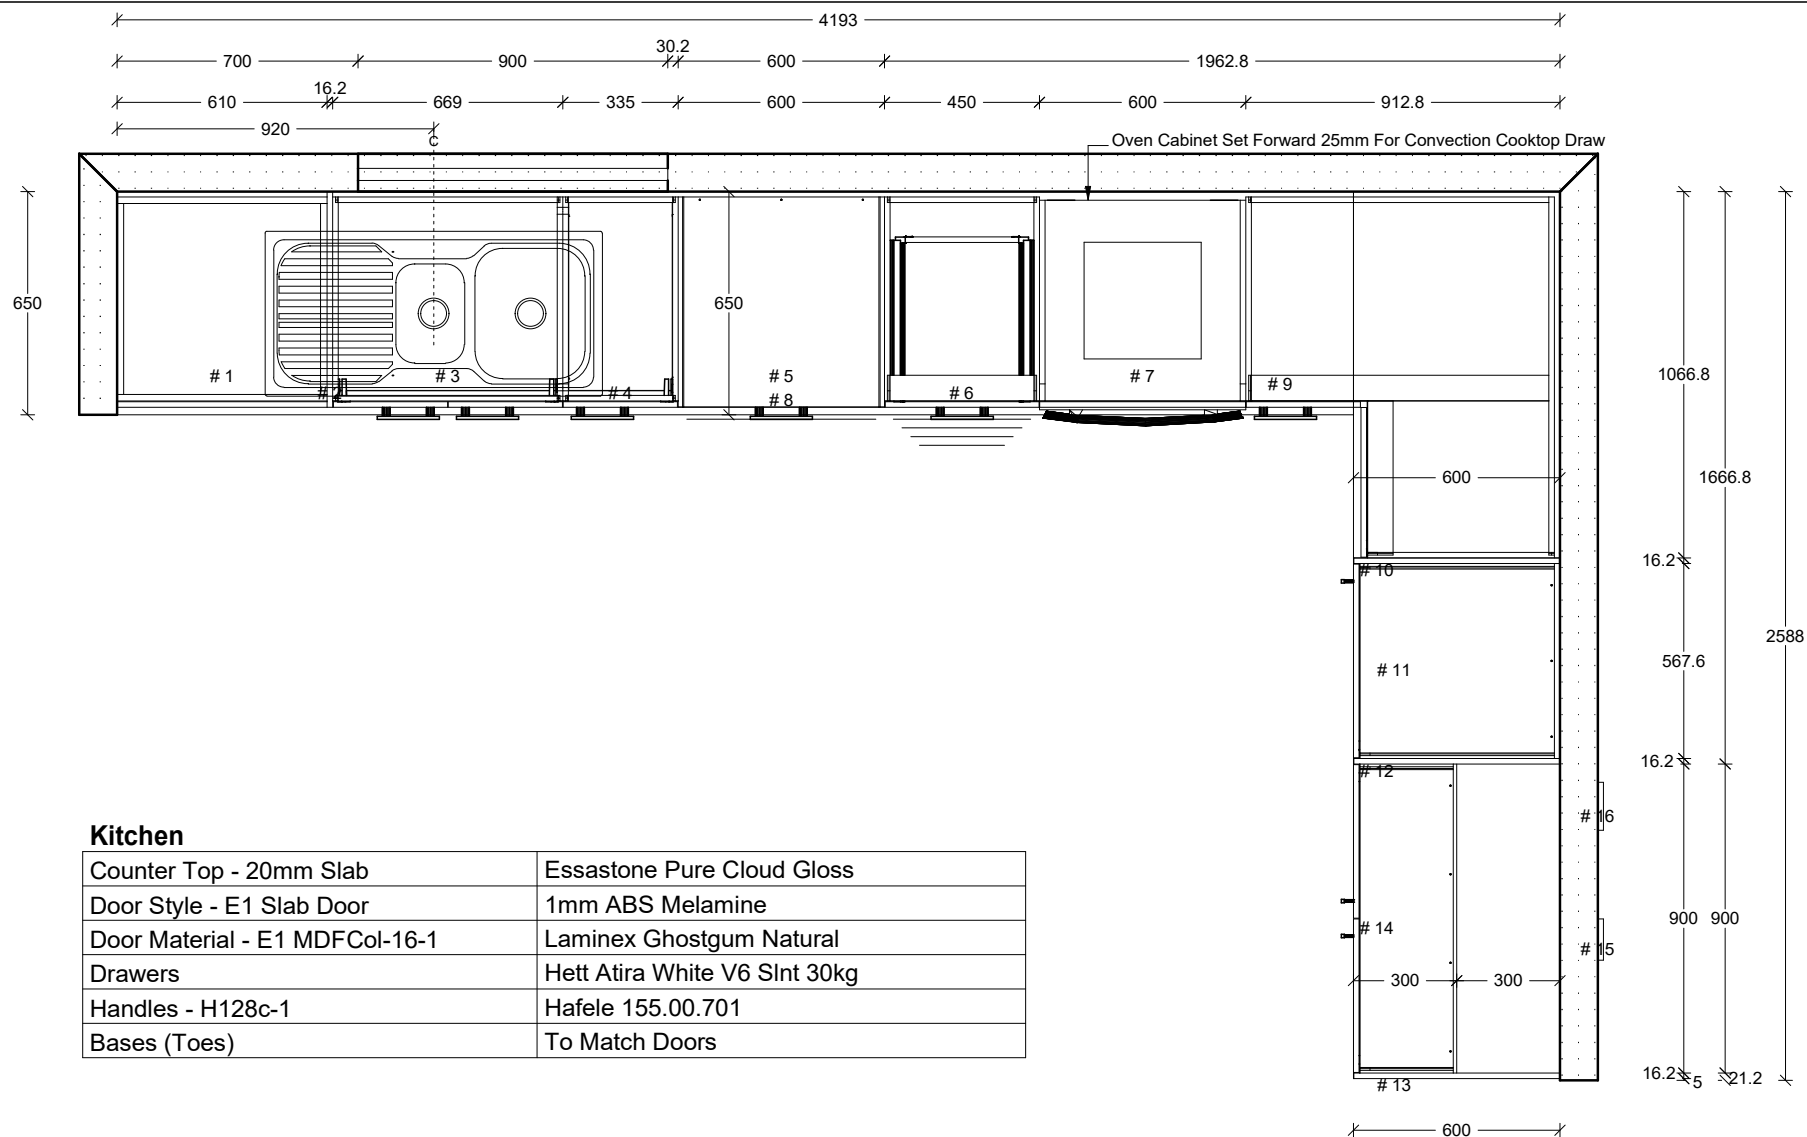 4193
700 900 30.2 600 1962.8
610 16.2 669 335 600 450 600 912.8
920
C
Oven Cabinet Set Forward 25mm For Convection Cooktop Draw
650
650
# 1
# 3
# 4
# 5
# 8
# 6
# 7
# 9
1066.8
600
1666.8
16.2
# 10
2588
# 11
567.6
16.2
# 12
# 16
# 14
900 900
# 15
300 300
16.2 5 21.2
# 13
600
Kitchen
Counter Top - 20mm Slab Essastone Pure Cloud Gloss
Door Style - E1 Slab Door 1mm ABS Melamine
Door Material - E1 MDFCol-16-1 Laminex Ghostgum Natural
Drawers Hett Atira White V6 Slnt 30kg
Handles - H128c-1 Hafele 155.00.701
Bases (Toes) To Match Doors